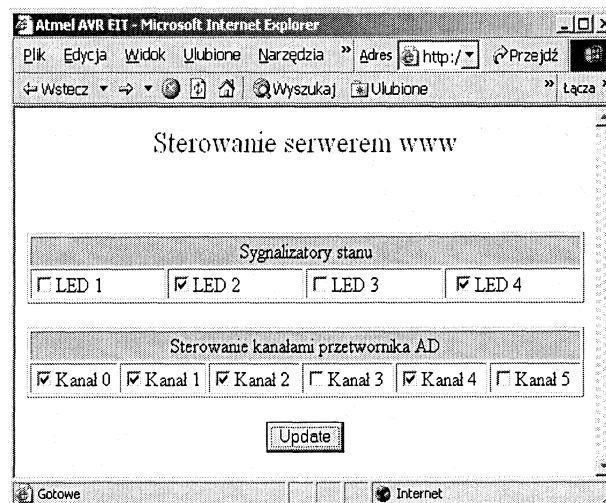 Atmel AVR EIT - Microsoft Internet Explorer
Plik Edycja Widok Ulubione Narzędzia » Adres http:/ Przejdź
Wstecz Wyszukaj Ulubione » Łącza »
Sterowanie serwerem www
Sygnalizatory stanu
LED 1 LED 2 LED 3 LED 4
Sterowanie kanałami przetwornika AD
Kanał 0 Kanał 1 Kanał 2 Kanał 3 Kanał 4 Kanał 5
Update
Gotowe Internet